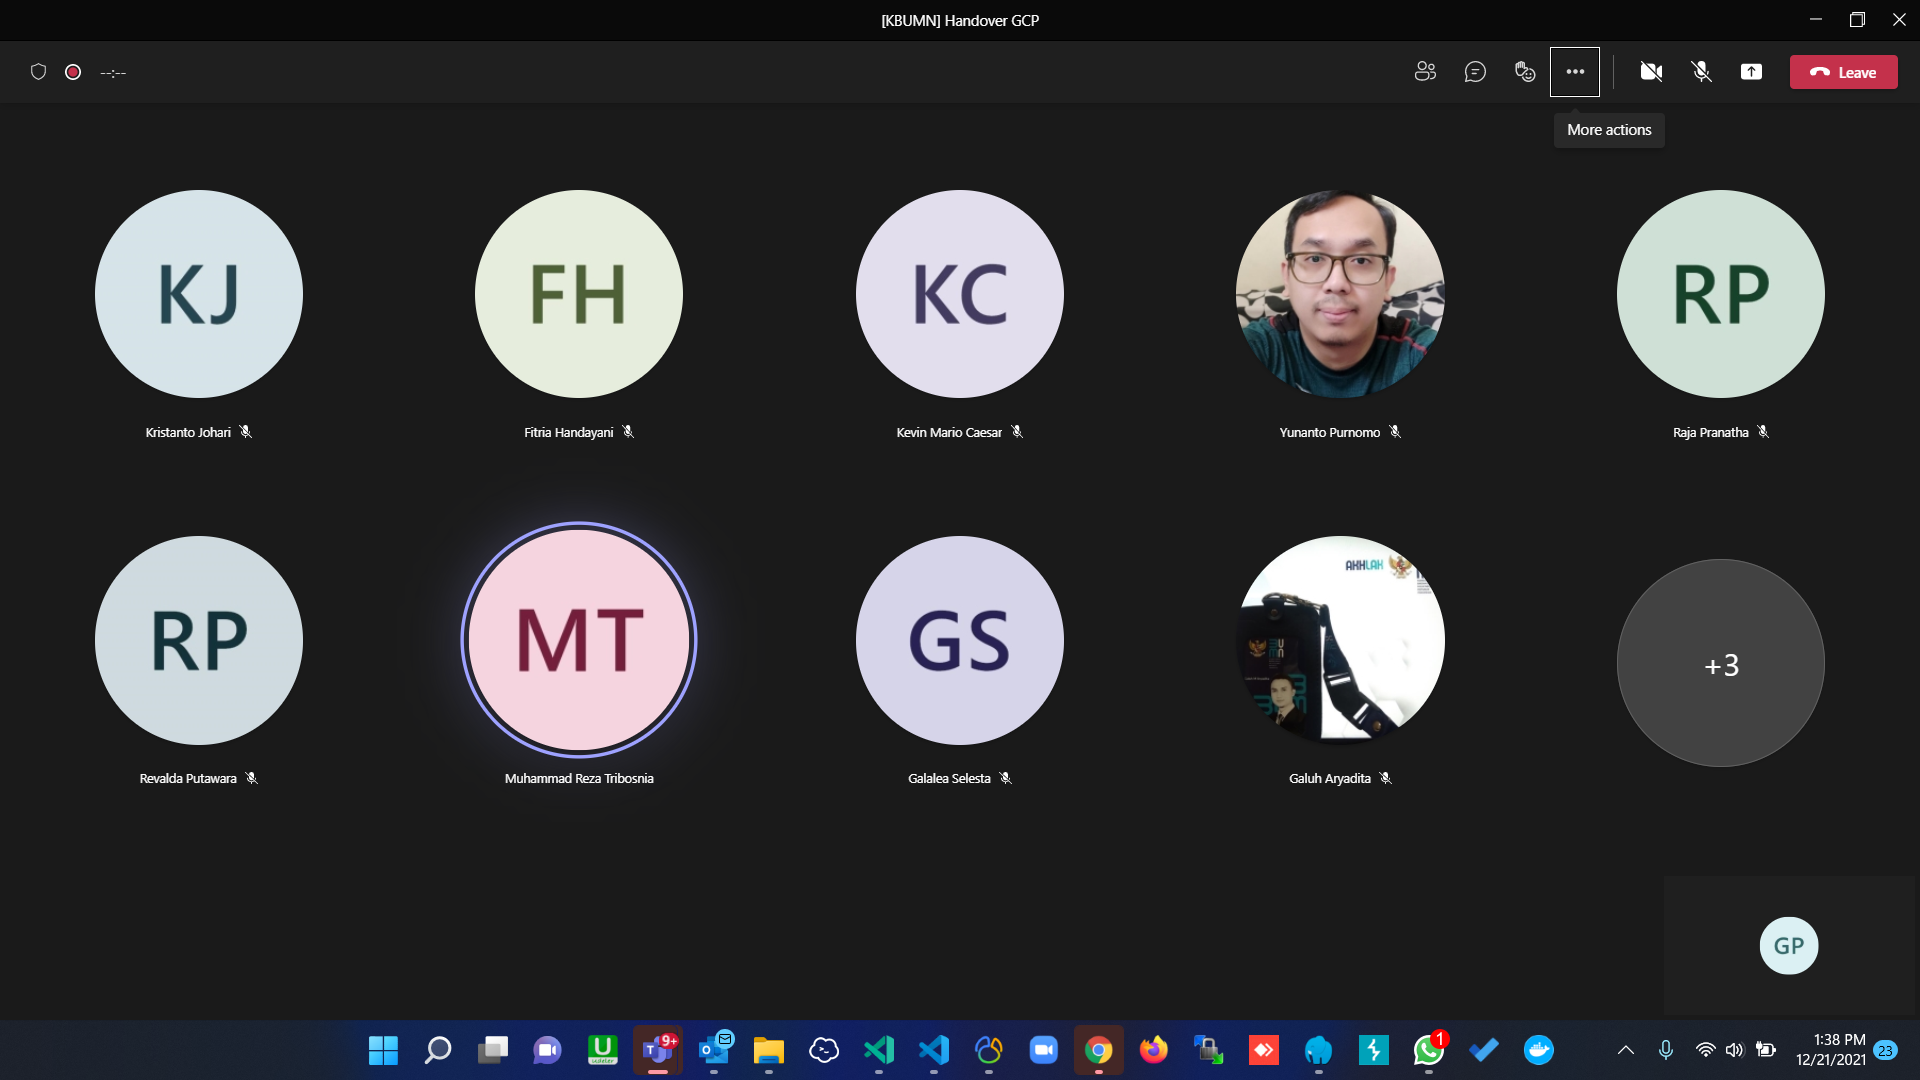 [KBUMN] Handover GCP
--:--
Leave
More actions
KJ
FH
KC
RP
Kristanto Johari
Fitria Handayani
Kevin Mario Caesar
Yunanto Purnomo
Raja Pranatha
RP
MT
GS
AKHLAK
+3
Revalda Putawara
Muhammad Reza Tribosnia
Galalea Selesta
Galuh Aryadita
GP
U
udeler
T
9+
O
1
1:38 PM
12/21/2021
23